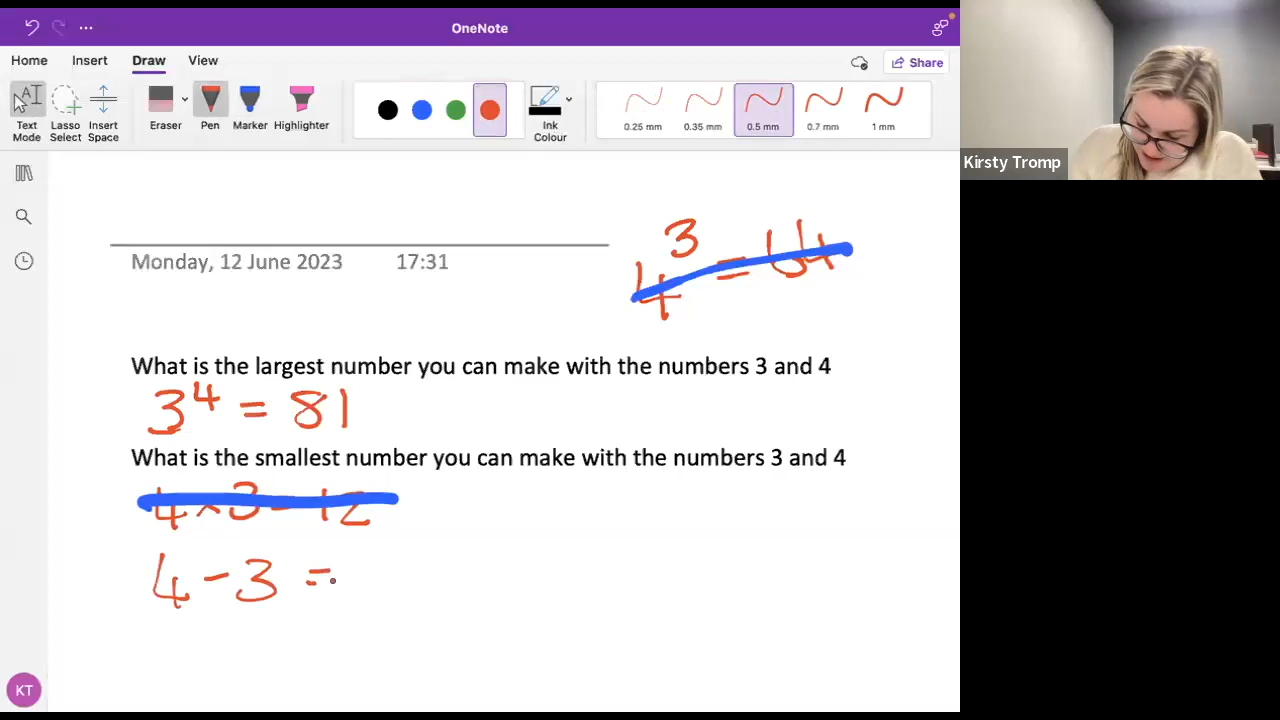 OneNote
Home Insert Draw View
Share
Text Mode
Lasso Select
Insert Space
Eraser
Pen
Marker
Highlighter
Ink Colour
0.25 mm
0.35 mm
0.5 mm
0.7 mm
1 mm
Kirsty Tromp
4³ = 64
Monday, 12 June 2023 17:31
What is the largest number you can make with the numbers 3 and 4
3⁴ = 81
What is the smallest number you can make with the numbers 3 and 4
4 × 3 = 12
4 - 3 =
KT